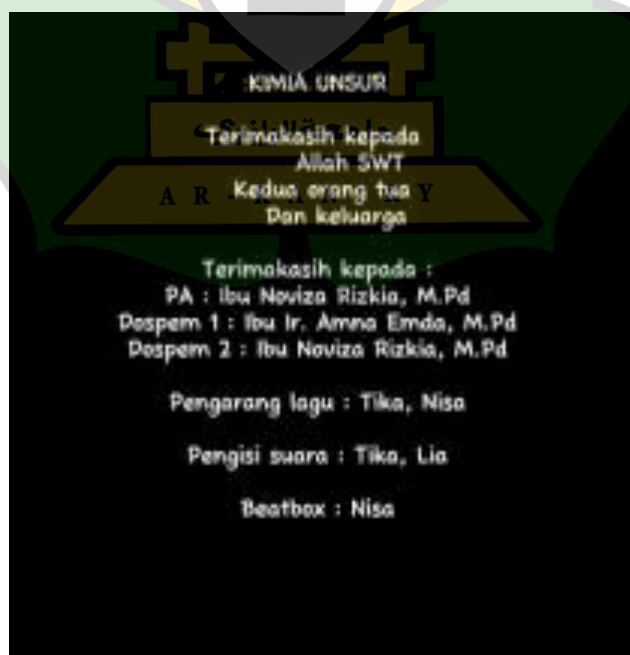 KIMIA UNSUR
Terimakasih kepada
Allah SWT
Kedua orang tua
Dan keluarga
Terimakasih kepada :
PA : Ibu Noviza Rizkia, M.Pd
Dospem 1 : Ibu Ir. Amna Emda, M.Pd
Dospem 2 : Ibu Noviza Rizkia, M.Pd
Pengarang lagu : Tika, Nisa
Pengisi suara : Tika, Lia
Beatbox : Nisa